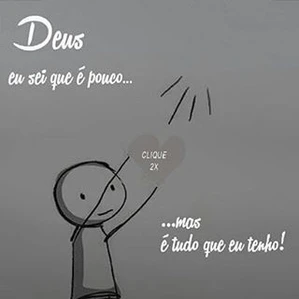 Deus
eu sei que é pouco...
CLIQUE
2X
...mas
é tudo que eu tenho!